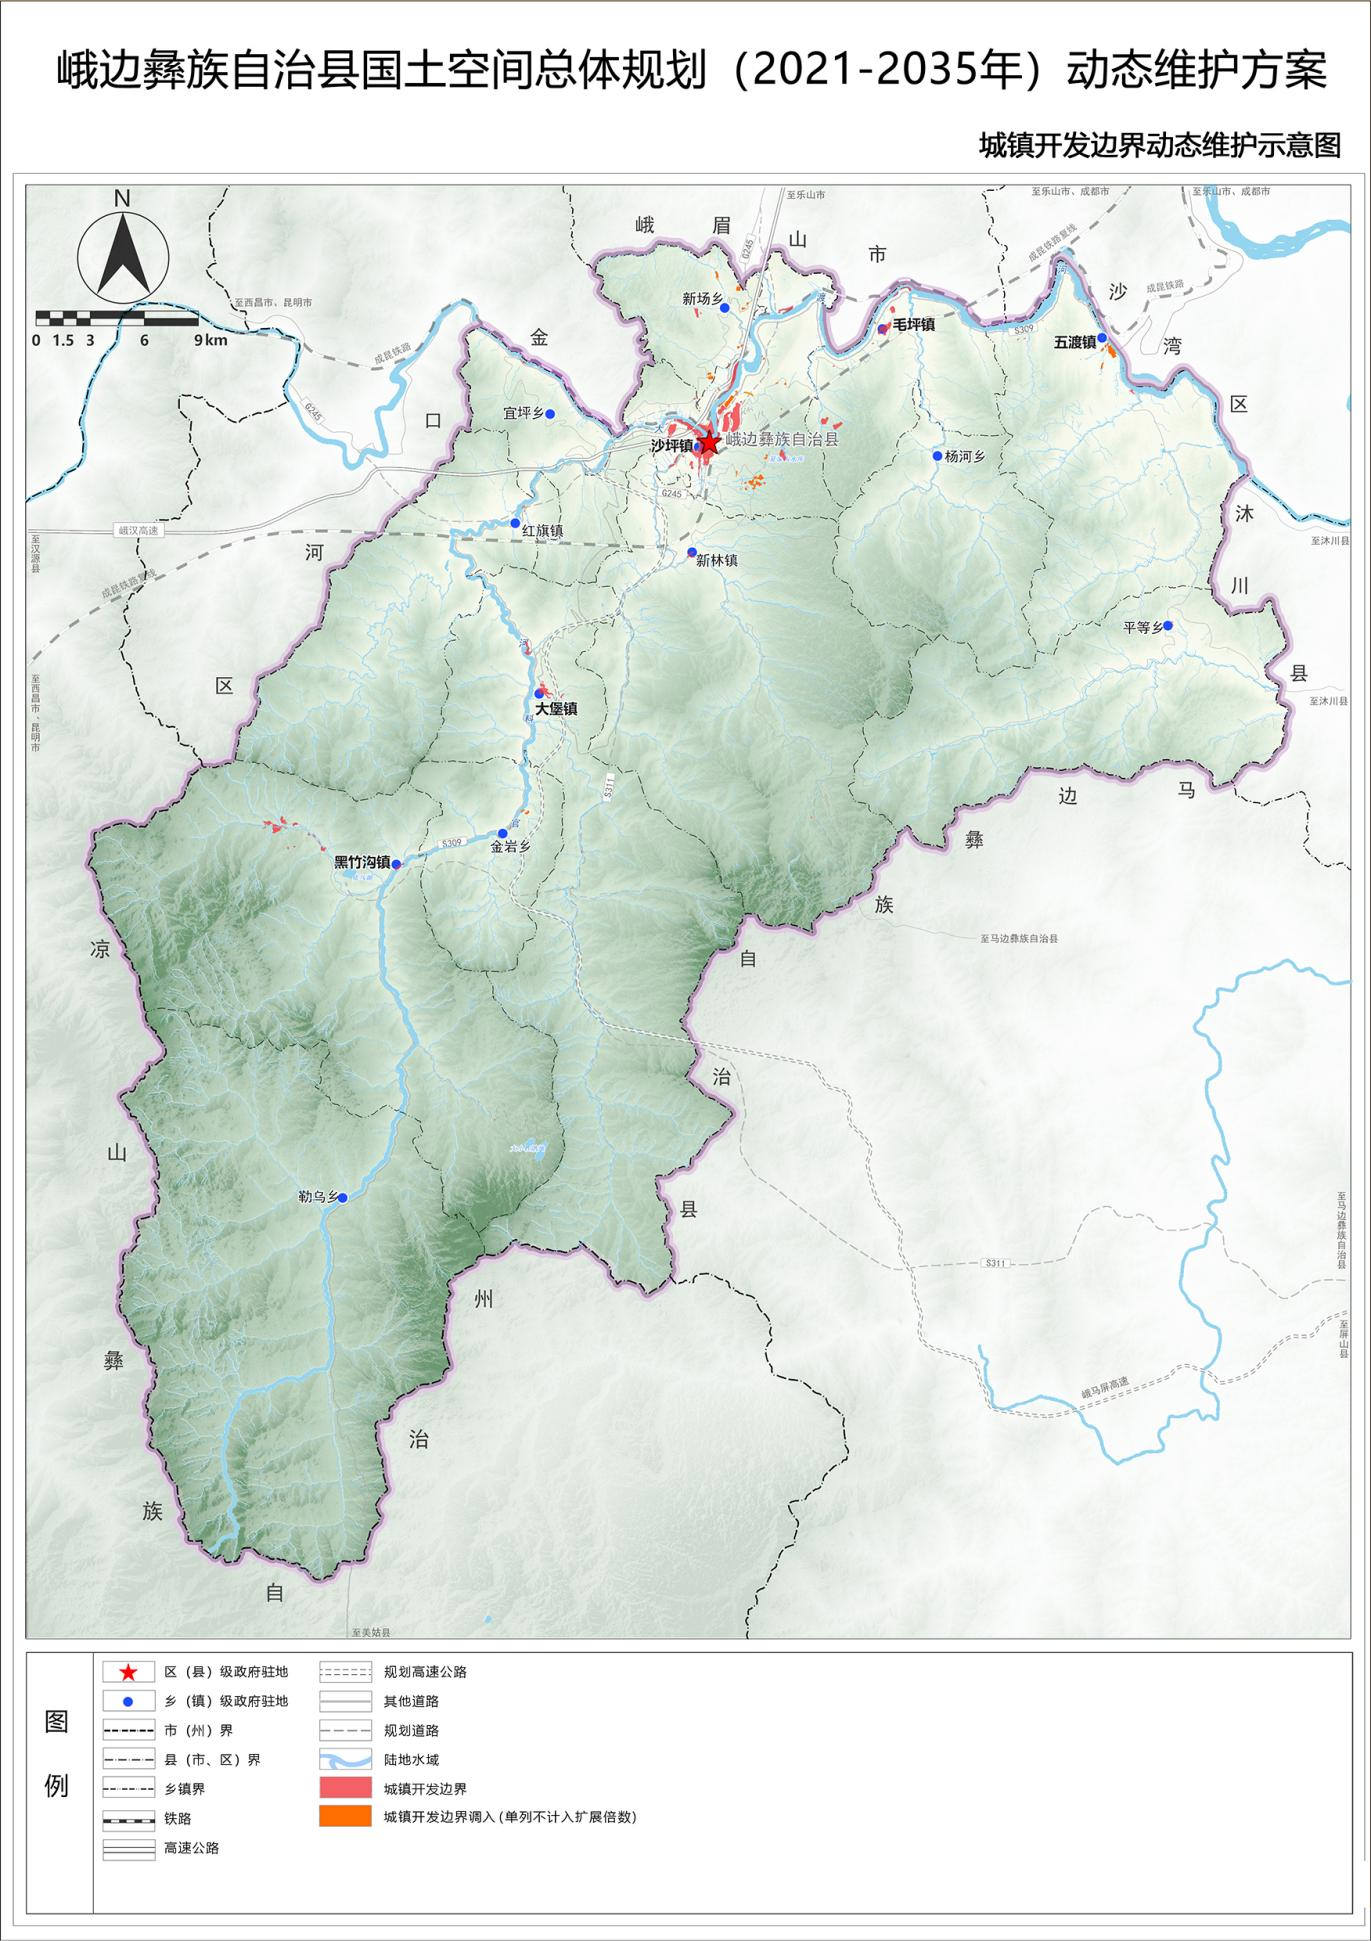 峨边彝族自治县国土空间总体规划（2021-2035年）动态维护方案
城镇开发边界动态维护示意图
N
0 1.5 3 6 9km
至乐山市
至乐山市、成都市
至乐山市、成都市
峨
眉
山
市
G245
成昆铁路复线
成昆铁路
沙
湾
区
至西昌市、昆明市
新场乡
渡
河
毛坪镇
S309
五渡镇
金
口
河
区
成昆铁路
G245
宜坪乡
大
沙坪镇
峨边彝族自治县
杨河乡
G245
沐
川
县
至沐川县
峨汉高速
至汉源县
红旗镇
新林镇
成昆铁路复线
平等乡
至沐川县
至西昌市、昆明市
河
大堡镇
科
S311
马
边
彝
族
自
治
县
官
金岩乡
S309
黑竹沟镇
至马边彝族自治县
凉
山
彝
族
自
治
州
勒乌乡
S311
至马边彝族自治县
至屏山县
峨马屏高速
至美姑县
图
例
区（县）级政府驻地
乡（镇）级政府驻地
市（州）界
县（市、区）界
乡镇界
铁路
高速公路
规划高速公路
其他道路
规划道路
陆地水域
城镇开发边界
城镇开发边界调入(单列不计入扩展倍数)